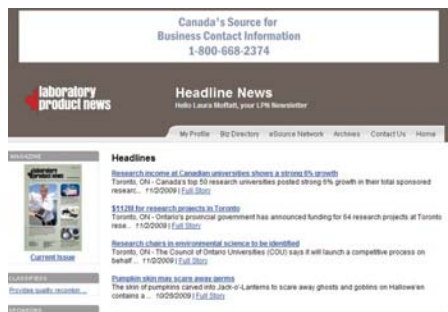 Canada's Source for
Business Contact Information
1-800-668-2374
laboratory
product news
Headline News
Hello Laura Moffatt, your LPN Newsletter
My Profile Biz Directory eSource Network Archives Contact Us Home
MAGAZINE
laboratory
product news
Current Issue
CLASSIFIEDS
Provides quality recondition ...
SPONSORS
Headlines
Research income at Canadian universities shows a strong 6% growth
Toronto, ON - Canada's top 50 research universities posted strong 6% growth in their total sponsored
researc... 11/2/2009 | Full Story
$112M for research projects in Toronto
Toronto, ON - Ontario's provincial government has announced funding for 64 research projects at Toronto
rese... 11/2/2009 | Full Story
Research chairs in environmental science to be identified
Toronto, ON - The Council of Ontario Universities (COU) says it will launch a competitive process on
behalf ... 11/2/2009 | Full Story
Pumpkin skin may scare away germs
The skin of pumpkins carved into Jack-o'-Lanterns to scare away ghosts and goblins on Hallowe'en
contains a ... 10/29/2009 | Full Story